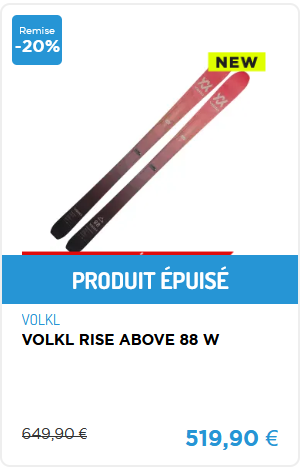 Remise
-20%
NEW
PRODUIT ÉPUISÉ
VOLKL
VOLKL RISE ABOVE 88 W
649,90 €
519,90 €